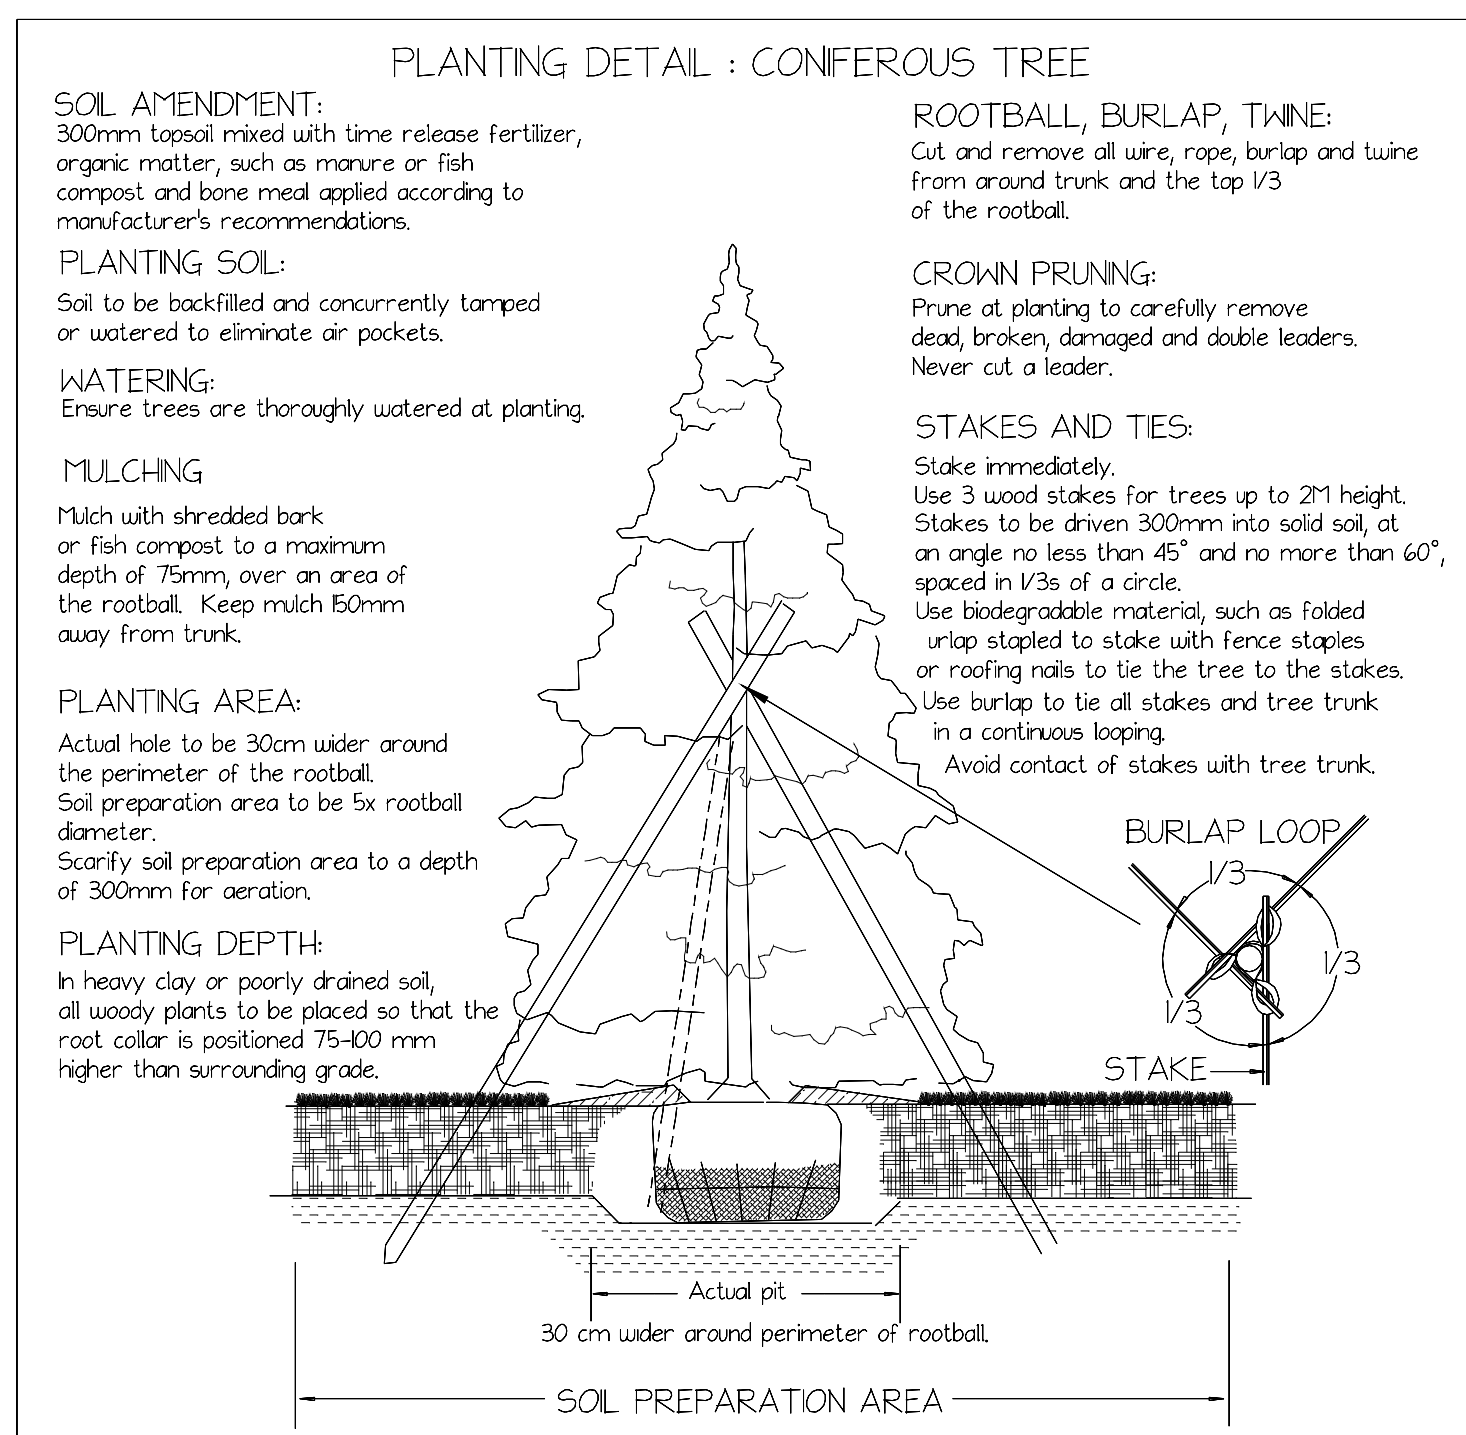 PLANTING DETAIL : CONIFEROUS TREE
SOIL AMENDMENT:
300mm topsoil mixed with time release fertilizer,
organic matter, such as manure or fish
compost and bone meal applied according to
manufacturer's recommendations.
PLANTING SOIL:
Soil to be backfilled and concurrently tamped
or watered to eliminate air pockets.
WATERING:
Ensure trees are thoroughly watered at planting.
MULCHING
Mulch with shredded bark
or fish compost to a maximum
depth of 75mm, over an area of
the rootball. Keep mulch 150mm
away from trunk.
PLANTING AREA:
Actual hole to be 30cm wider around
the perimeter of the rootball.
Soil preparation area to be 5x rootball
diameter.
Scarify soil preparation area to a depth
of 300mm for aeration.
PLANTING DEPTH:
In heavy clay or poorly drained soil,
all woody plants to be placed so that the
root collar is positioned 75-100 mm
higher than surrounding grade.
ROOTBALL, BURLAP, TWINE:
Cut and remove all wire, rope, burlap and twine
from around trunk and the top 1/3
of the rootball.
CROWN PRUNING:
Prune at planting to carefully remove
dead, broken, damaged and double leaders.
Never cut a leader.
STAKES AND TIES:
Stake immediately.
Use 3 wood stakes for trees up to 2M height.
Stakes to be driven 300mm into solid soil, at
an angle no less than 45° and no more than 60°,
spaced in 1/3s of a circle.
Use biodegradable material, such as folded
urlap stapled to stake with fence staples
or roofing nails to tie the tree to the stakes.
Use burlap to tie all stakes and tree trunk
in a continuous looping.
Avoid contact of stakes with tree trunk.
BURLAP LOOP
1/3
1/3
1/3
STAKE
Actual pit
30 cm wider around perimeter of rootball.
SOIL PREPARATION AREA